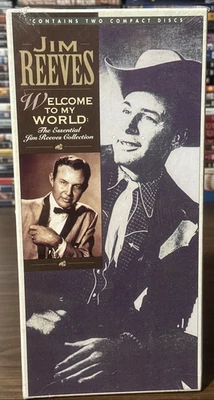 CONTAINS TWO COMPACT DISCS
JIM
REEVES
WELCOME
TO MY
WORLD:
The Essential
Jim Reeves Collection